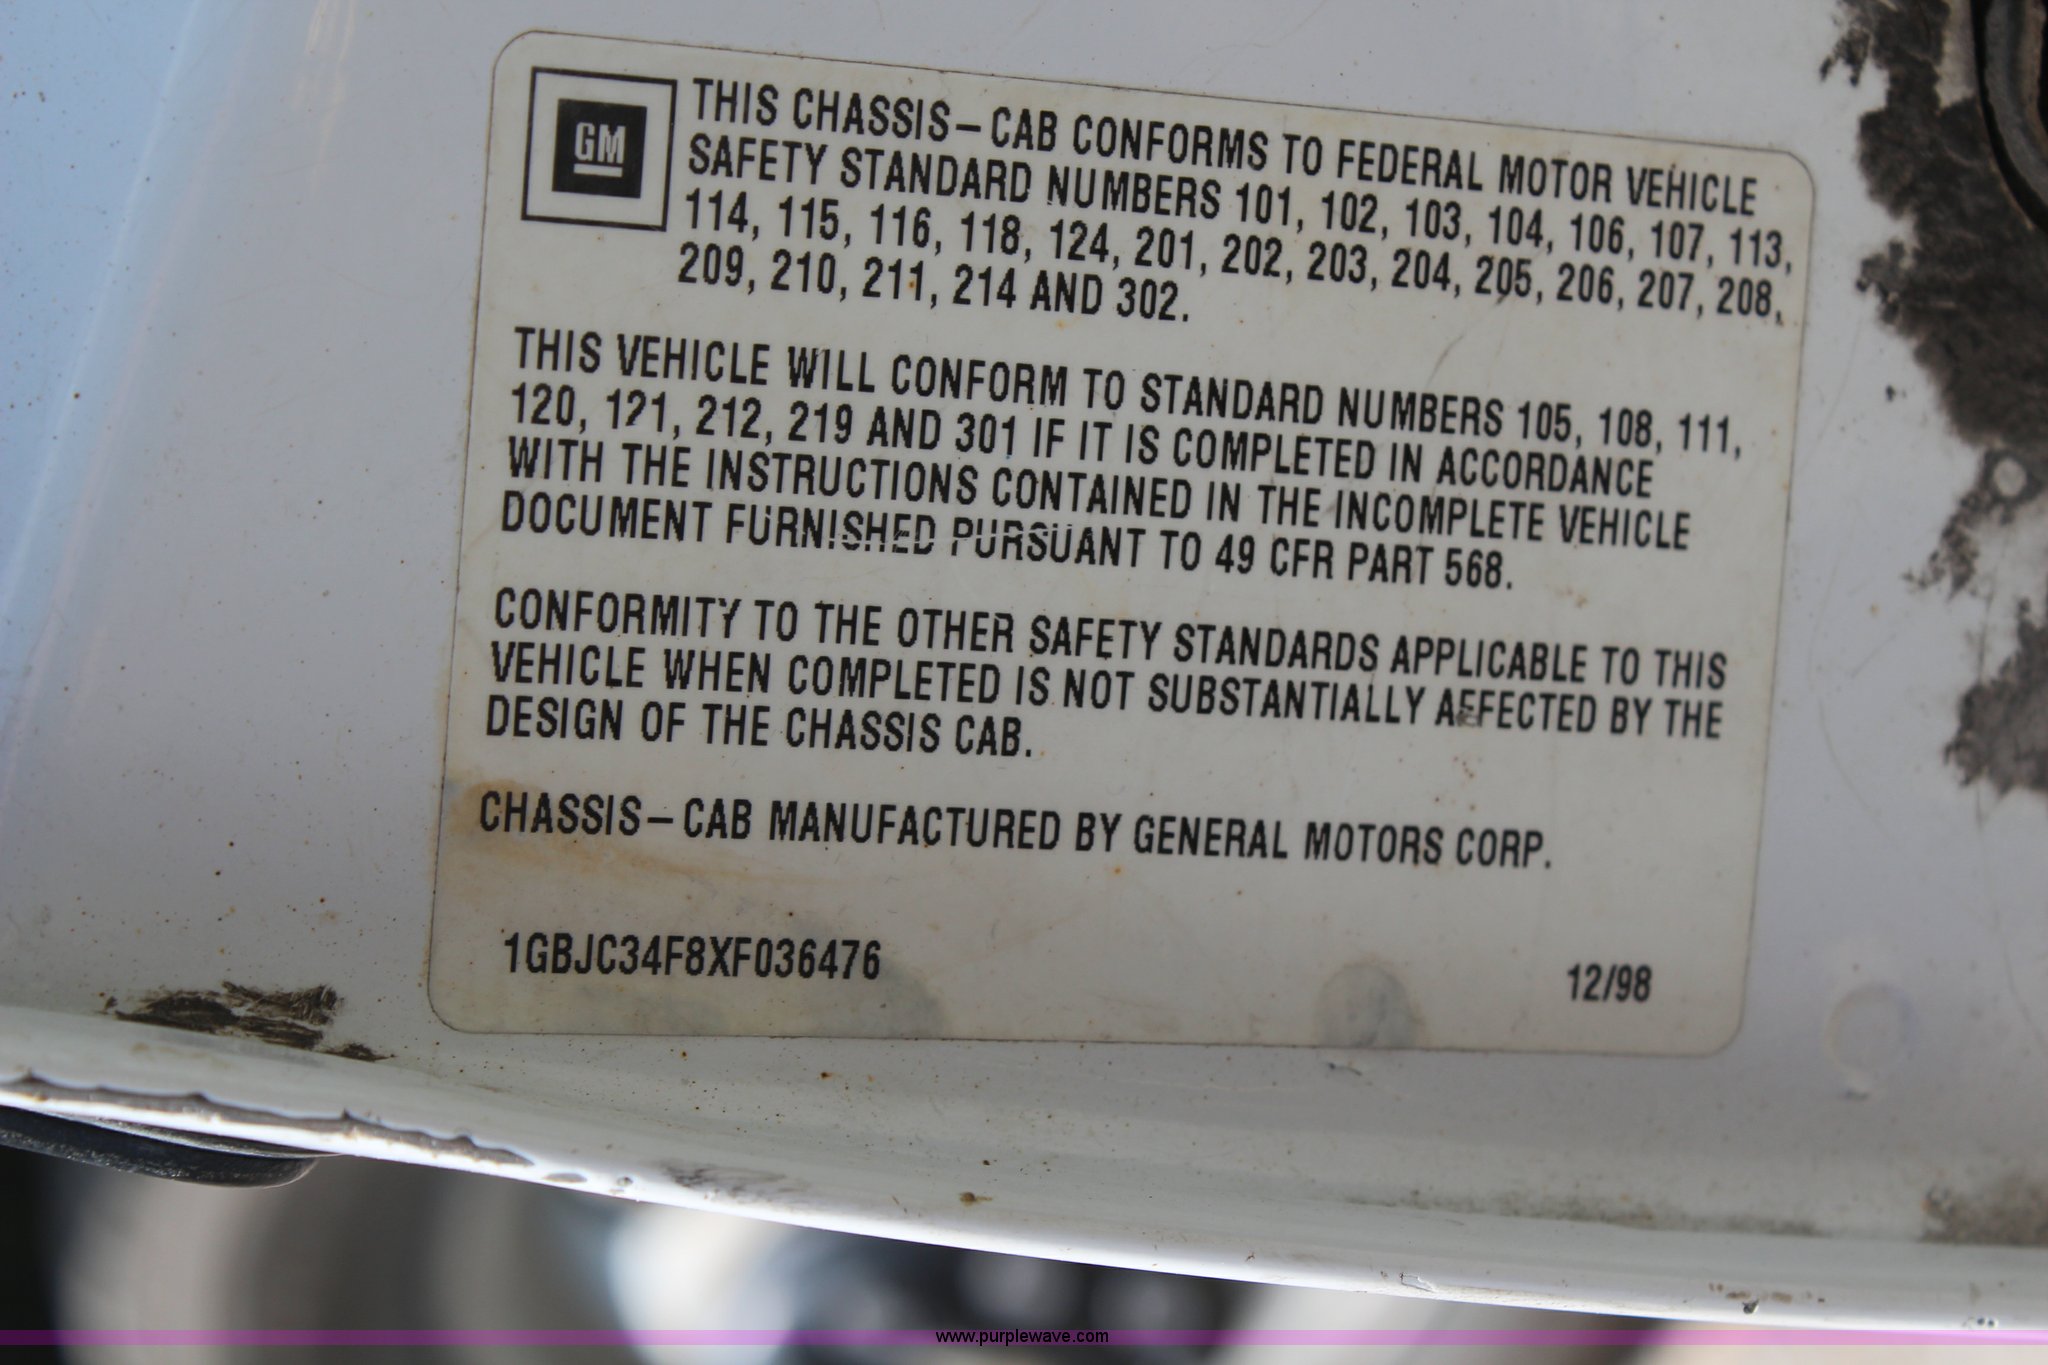 GM
THIS CHASSIS-CAB CONFORMS TO FEDERAL MOTOR VEHICLE
SAFETY STANDARD NUMBERS 101, 102, 103, 104, 106, 107, 113,
114, 115, 116, 118, 124, 201, 202, 203, 204, 205, 206, 207, 208,
209, 210, 211, 214 AND 302.
THIS VEHICLE WILL CONFORM TO STANDARD NUMBERS 105, 108, 111,
120, 121, 212, 219 AND 301 IF IT IS COMPLETED IN ACCORDANCE
WITH THE INSTRUCTIONS CONTAINED IN THE INCOMPLETE VEHICLE
DOCUMENT FURNISHED PURSUANT TO 49 CFR PART 568.
CONFORMITY TO THE OTHER SAFETY STANDARDS APPLICABLE TO THIS
VEHICLE WHEN COMPLETED IS NOT SUBSTANTIALLY AFFECTED BY THE
DESIGN OF THE CHASSIS CAB.
CHASSIS-CAB MANUFACTURED BY GENERAL MOTORS CORP.
1GBJC34F8XF036476 12/98
www.purplewave.com